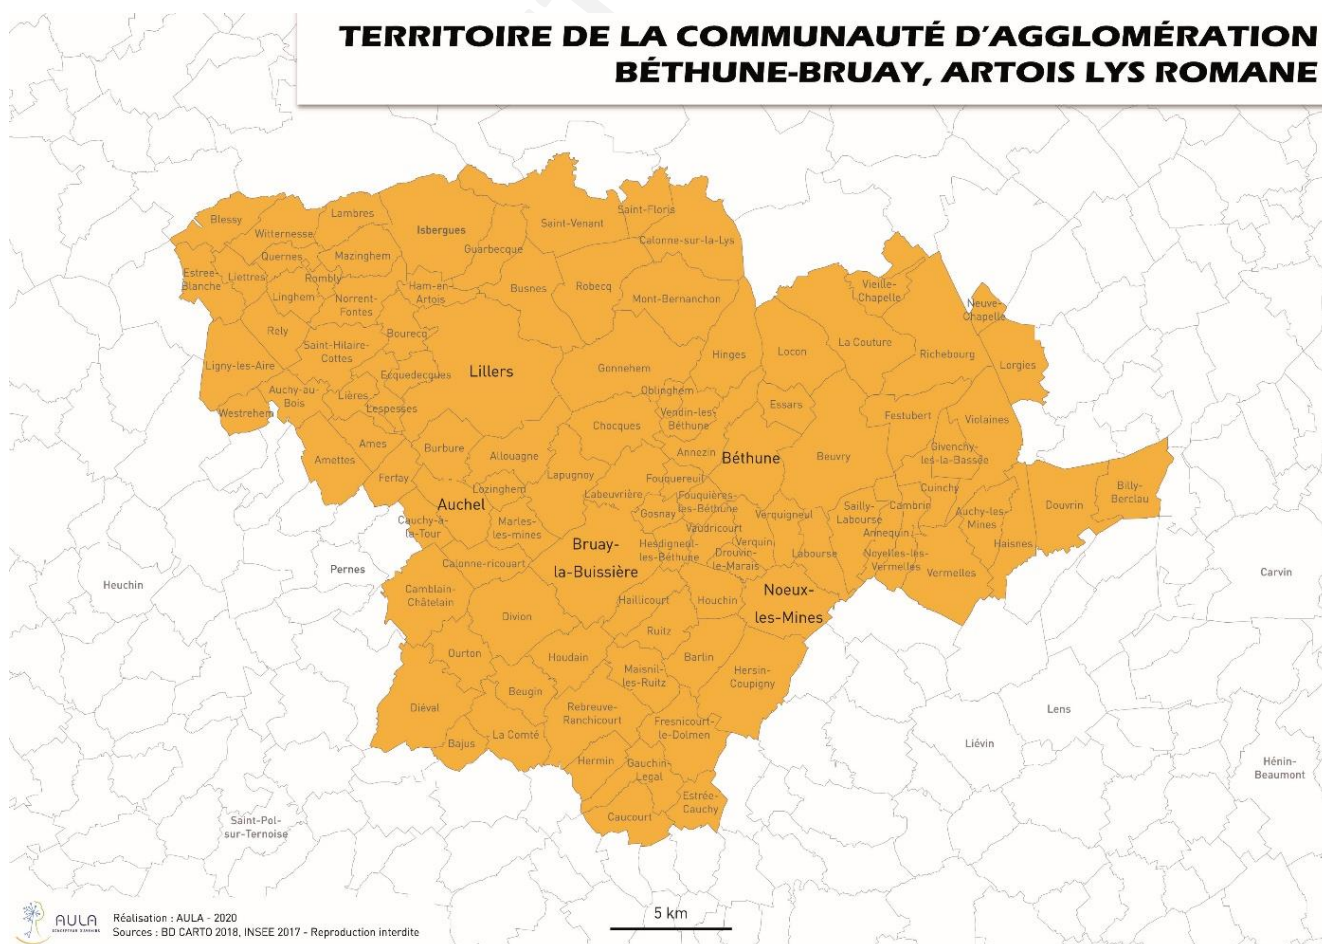 TERRITOIRE DE LA COMMUNAUTÉ D'AGGLOMÉRATION
BÉTHUNE-BRUAY, ARTOIS LYS ROMANE
Blessy
Witternesse
Lambres
Isbergues
Guarbecque
Saint-Venant
Saint-Floris
Calonne-sur-la-Lys
Quernes
Mazinghem
Estrée-
Blanche
Liettres
Rombly
Linghem
Norrent-
Fontes
Ham-en-
Artois
Busnes
Robecq
Mont-Bernanchon
Vieille-
Chapelle
Neuve-
Chapelle
Rely
Bourecq
Saint-Hilaire-
Cottes
Ligny-les-Aire
Ecquedecques
Lillers
Gonnehem
Hinges
Locon
La Couture
Richebourg
Lorgies
Auchy-au-
Bois
Lières
Lespesses
Westrehem
Oblinghem
Vendin-les-
Béthune
Essars
Festubert
Violaines
Chocques
Ames
Amettes
Burbure
Allouagne
Annezin
Béthune
Beuvry
Givenchy-
les-la-Bassée
Ferfay
Lapugnoy
Fouquereuil
Lozinghem
Labeuvrière
Fouquières-
les-Béthune
Cuinchy
Douvrin
Billy-
Berclau
Auchel
Cauchy-à-
la-Tour
Marles-
les-mines
Gosnay
Vaudricourt
Verquigneul
Sailly-
Labourse
Cambrin
Auchy-les-
Mines
Annequin
Haisnes
Bruay-
la-Buissière
Hesdigneul-
les-Béthune
Verquin
Drouvin-
le-Marais
Labourse
Noyelles-les-
Vermelles
Vermelles
Calonne-ricouart
Heuchin
Pernes
Carvin
Camblain-
Châtelain
Divion
Haillicourt
Houchin
Noeux-
les-Mines
Ruitz
Ourton
Houdain
Maisnil-
les-Ruitz
Barlin
Hersin-
Coupigny
Beugin
Diéval
Rebreuve-
Ranchicourt
Fresnicourt-
le-Dolmen
Lens
Bajus
La Comté
Liévin
Hermin
Gauchin-
Legal
Hénin-
Beaumont
Estrée-
Cauchy
Caucourt
Saint-Pol-
sur-Ternoise
5 km
AULA
Réalisation : AULA - 2020
Sources : BD CARTO 2018, INSEE 2017 - Reproduction interdite